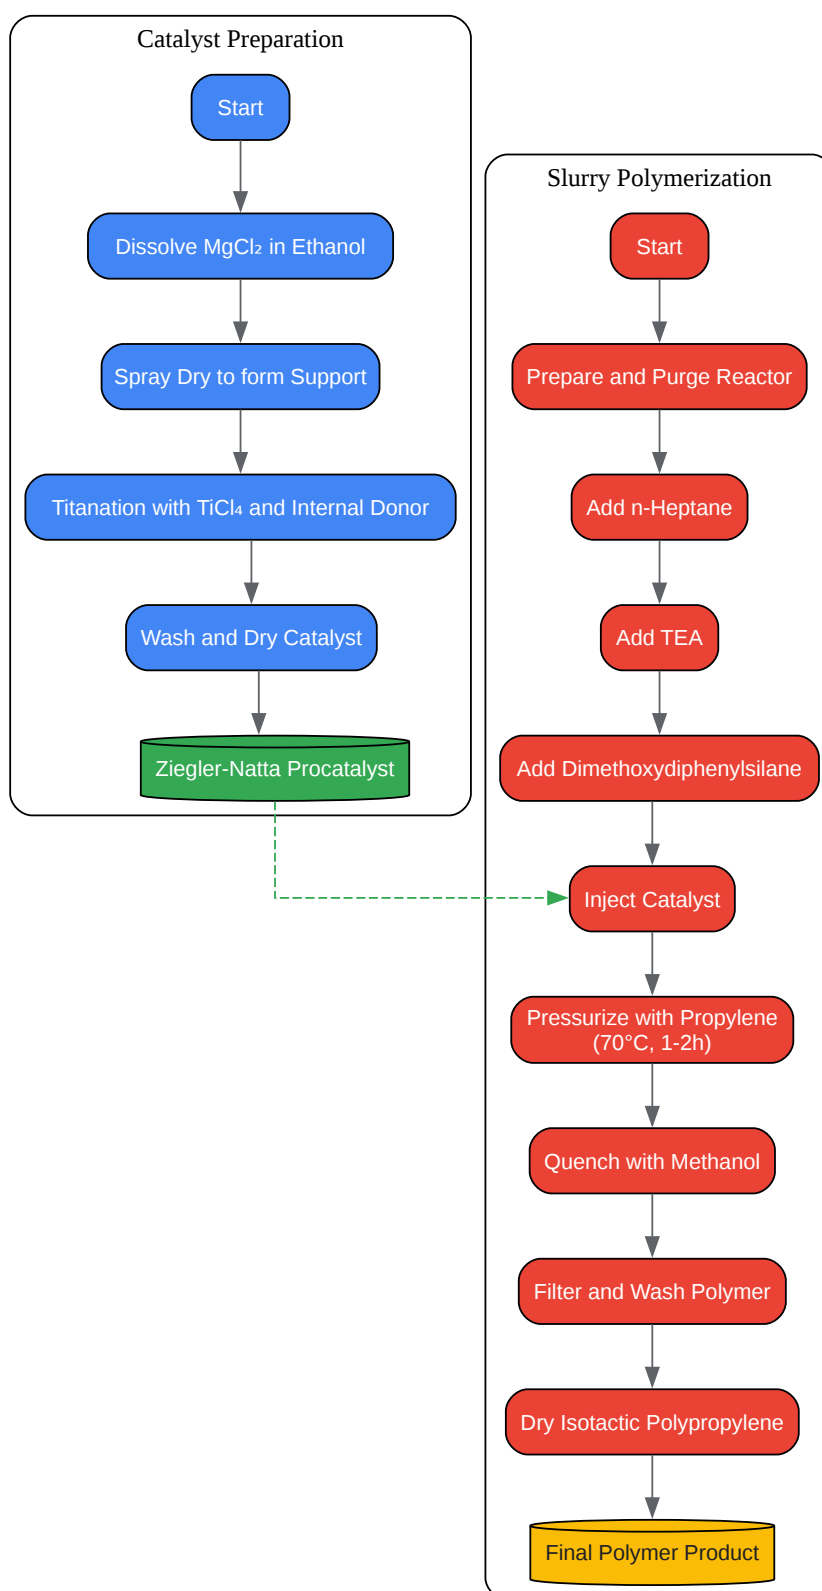 Catalyst Preparation
Start
Dissolve MgCl₂ in Ethanol
Spray Dry to form Support
Titanation with TiCl₄ and Internal Donor
Wash and Dry Catalyst
Ziegler-Natta Procatalyst
Slurry Polymerization
Start
Prepare and Purge Reactor
Add n-Heptane
Add TEA
Add Dimethoxydiphenylsilane
Inject Catalyst
Pressurize with Propylene
(70°C, 1-2h)
Quench with Methanol
Filter and Wash Polymer
Dry Isotactic Polypropylene
Final Polymer Product